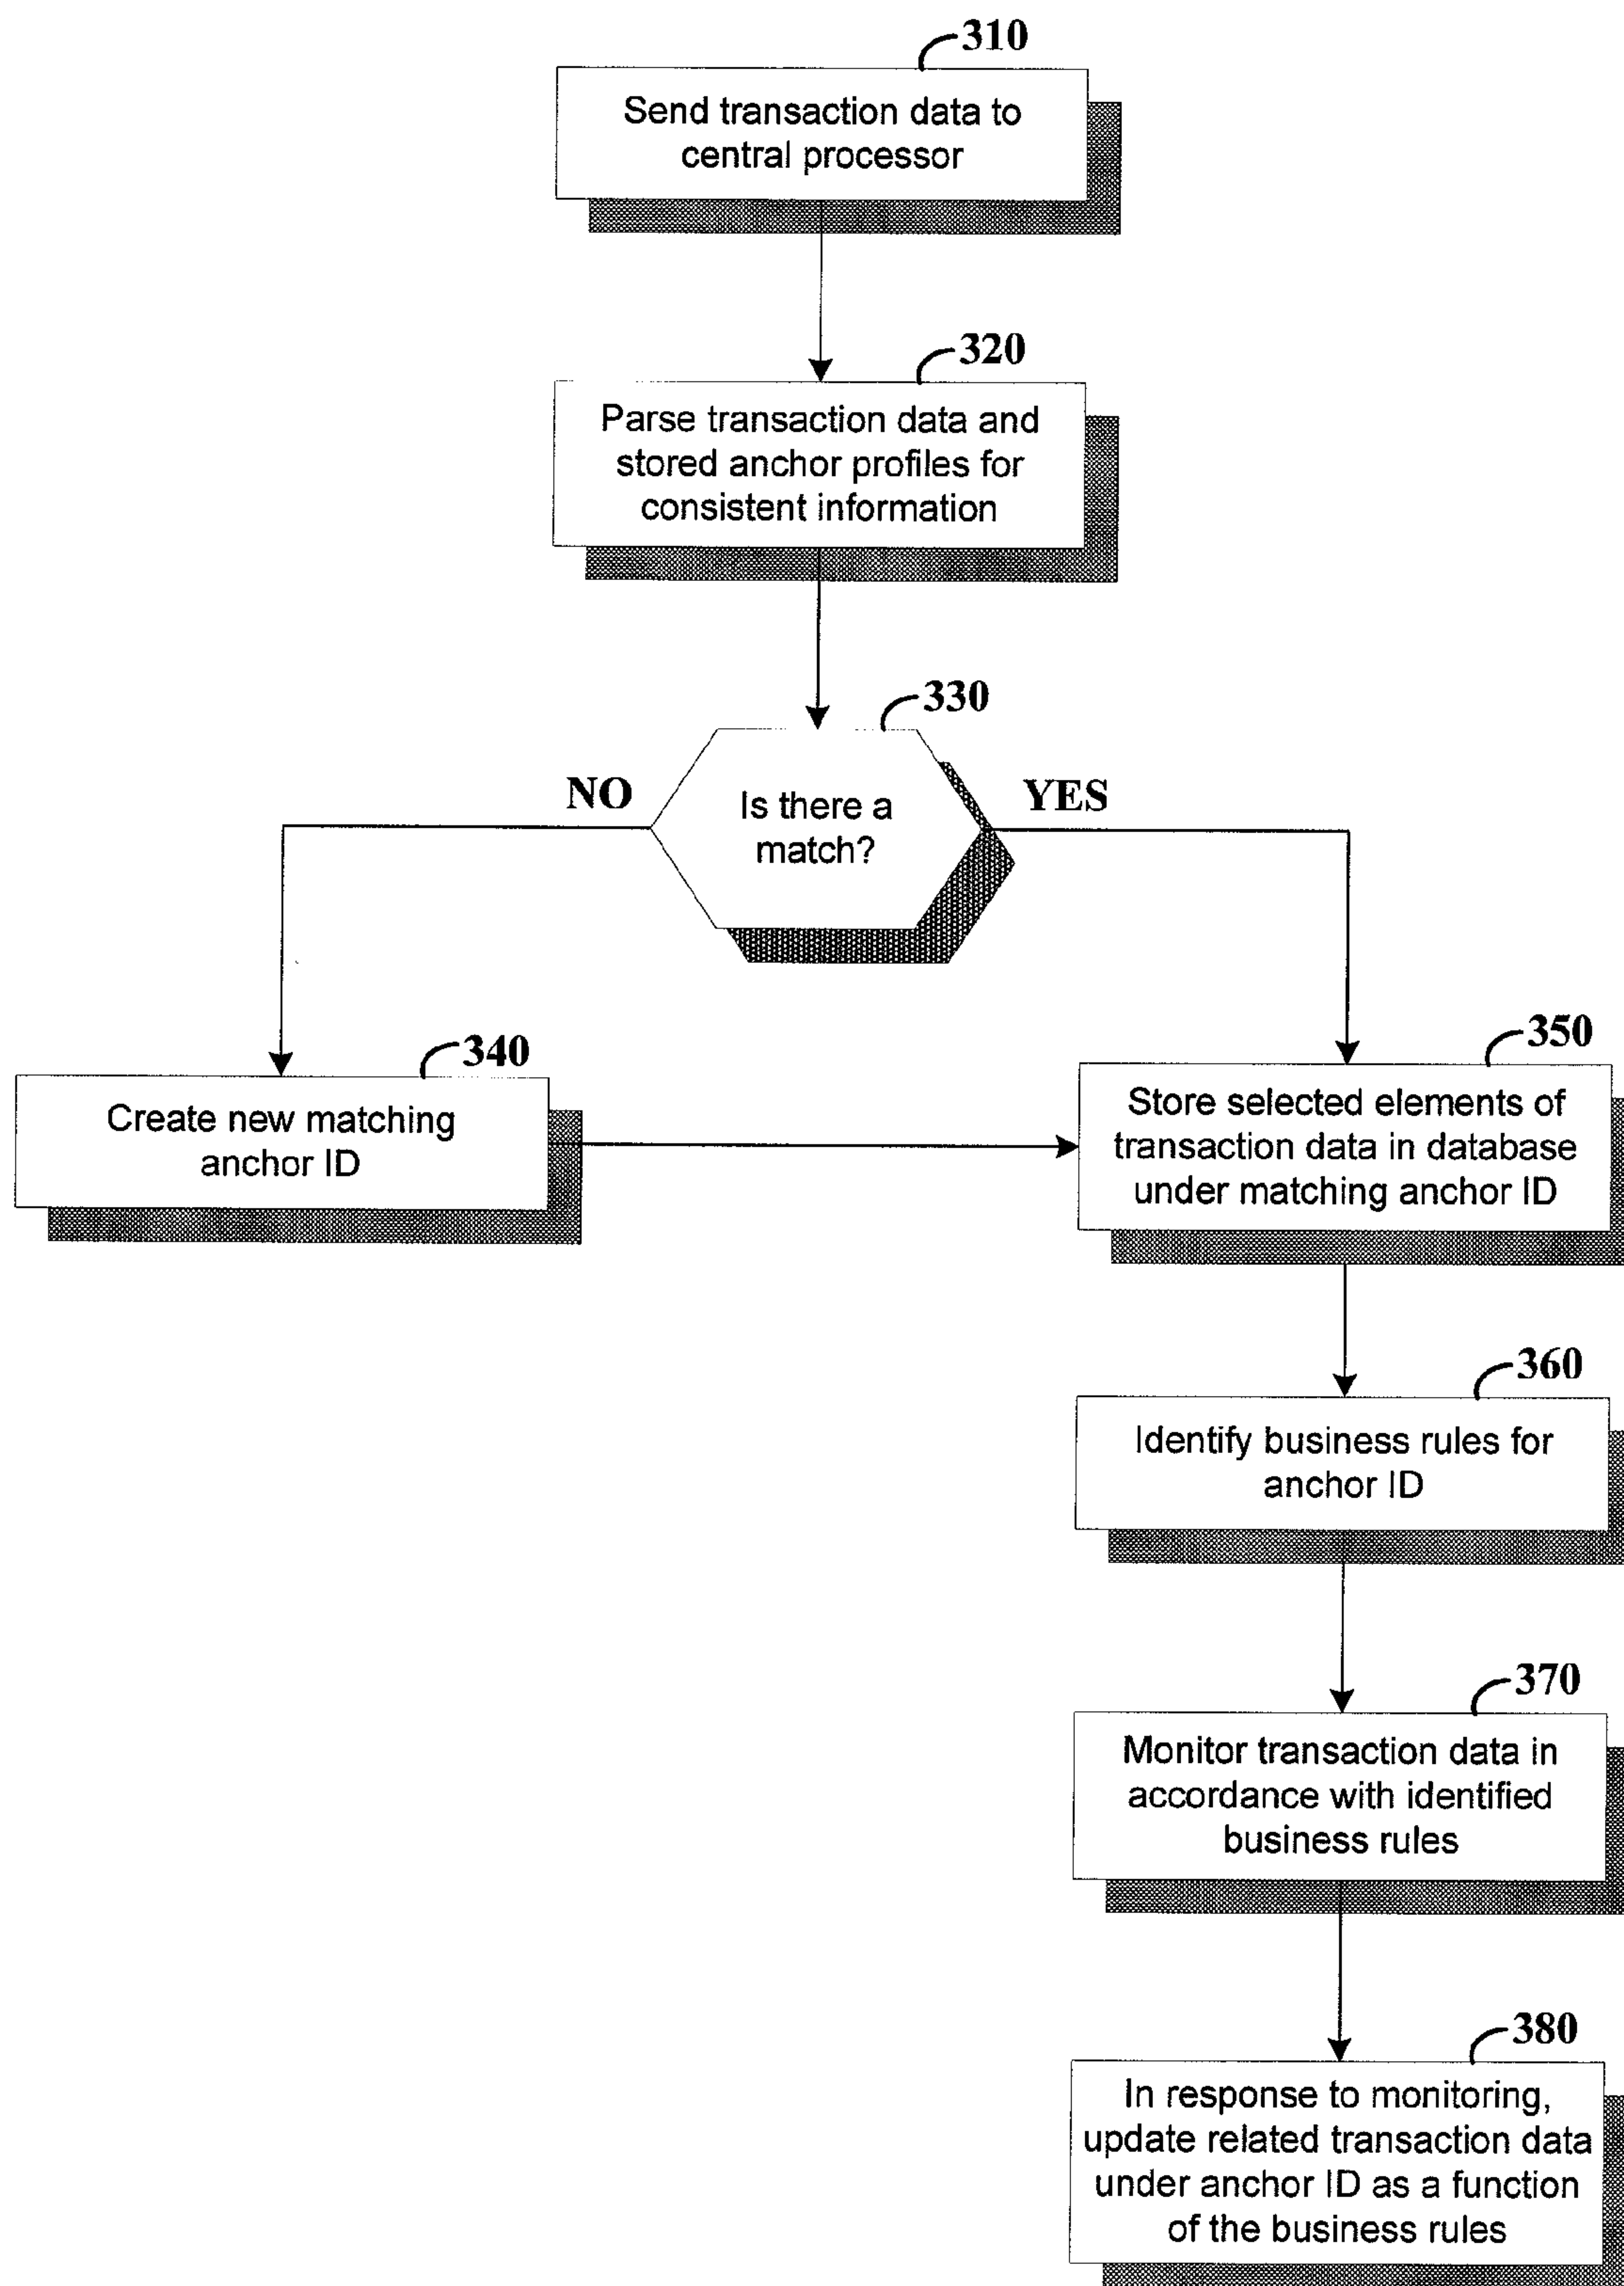 310
Send transaction data to
central processor
320
Parse transaction data and
stored anchor profiles for
consistent information
330
Is there a
match?
NO
YES
340
Create new matching
anchor ID
350
Store selected elements of
transaction data in database
under matching anchor ID
360
Identify business rules for
anchor ID
370
Monitor transaction data in
accordance with identified
business rules
380
In response to monitoring,
update related transaction data
under anchor ID as a function
of the business rules